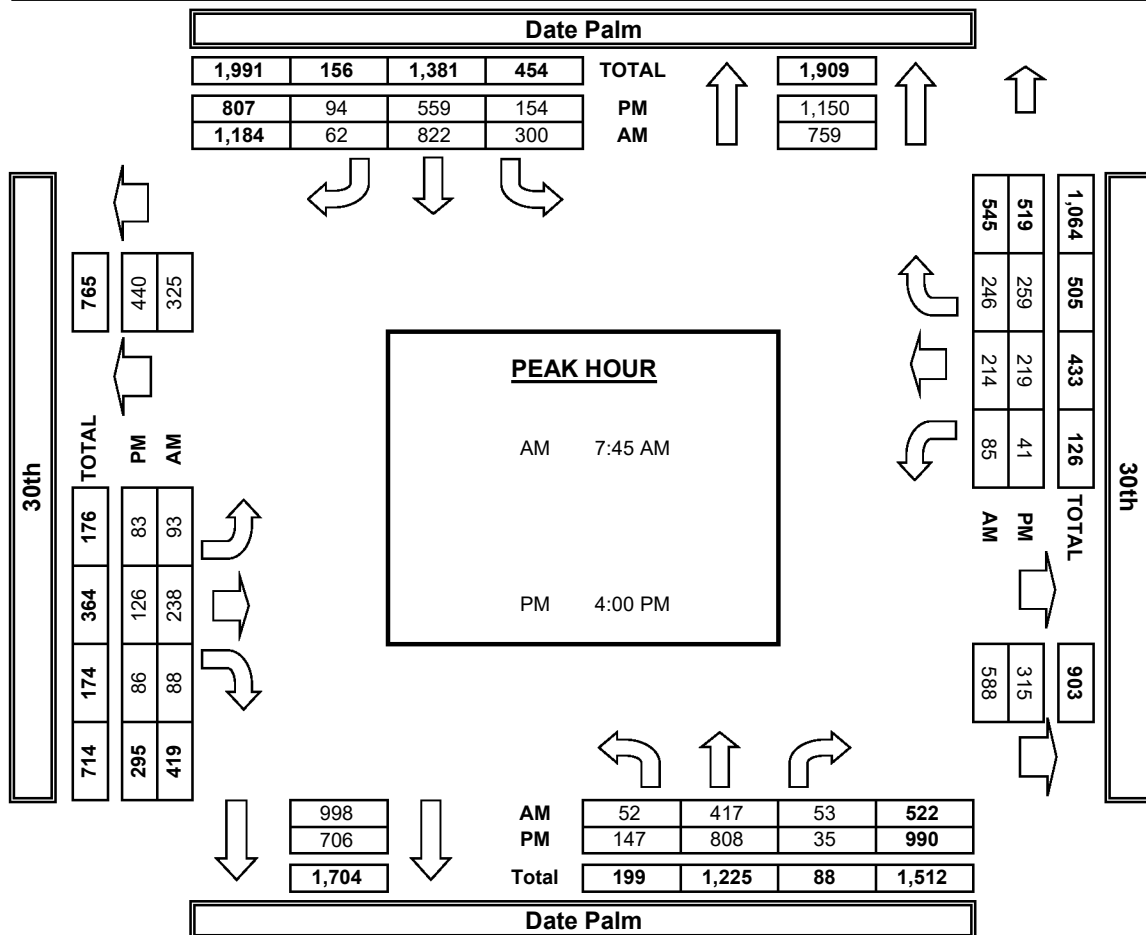 Date Palm
1,991 156 1,381 454 TOTAL 1,909
807 94 559 154 PM 1,150
1,184 62 822 300 AM 759
30th
765
440
325
TOTAL
PM
AM
176 364 174 714
83 126 86 295
93 238 88 419
PEAK HOUR
AM 7:45 AM
PM 4:00 PM
1,064 505 433 126 TOTAL
519 259 219 41 PM
545 246 214 85 AM
903
315
588
30th
998 AM 52 417 53 522
706 PM 147 808 35 990
1,704 Total 199 1,225 88 1,512
Date Palm